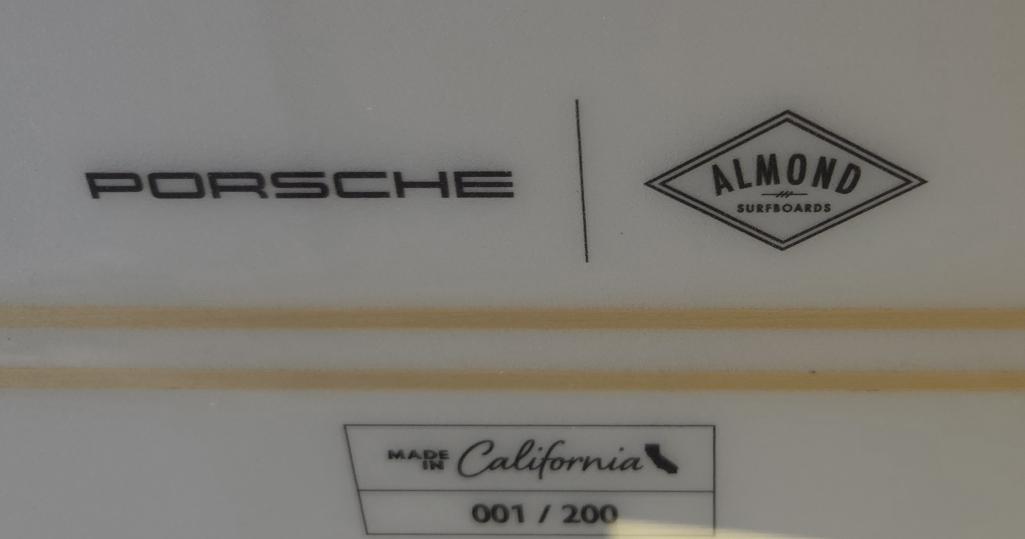 PORSCHE
ALMOND
SURFBOARDS
MADE IN California
001 / 200